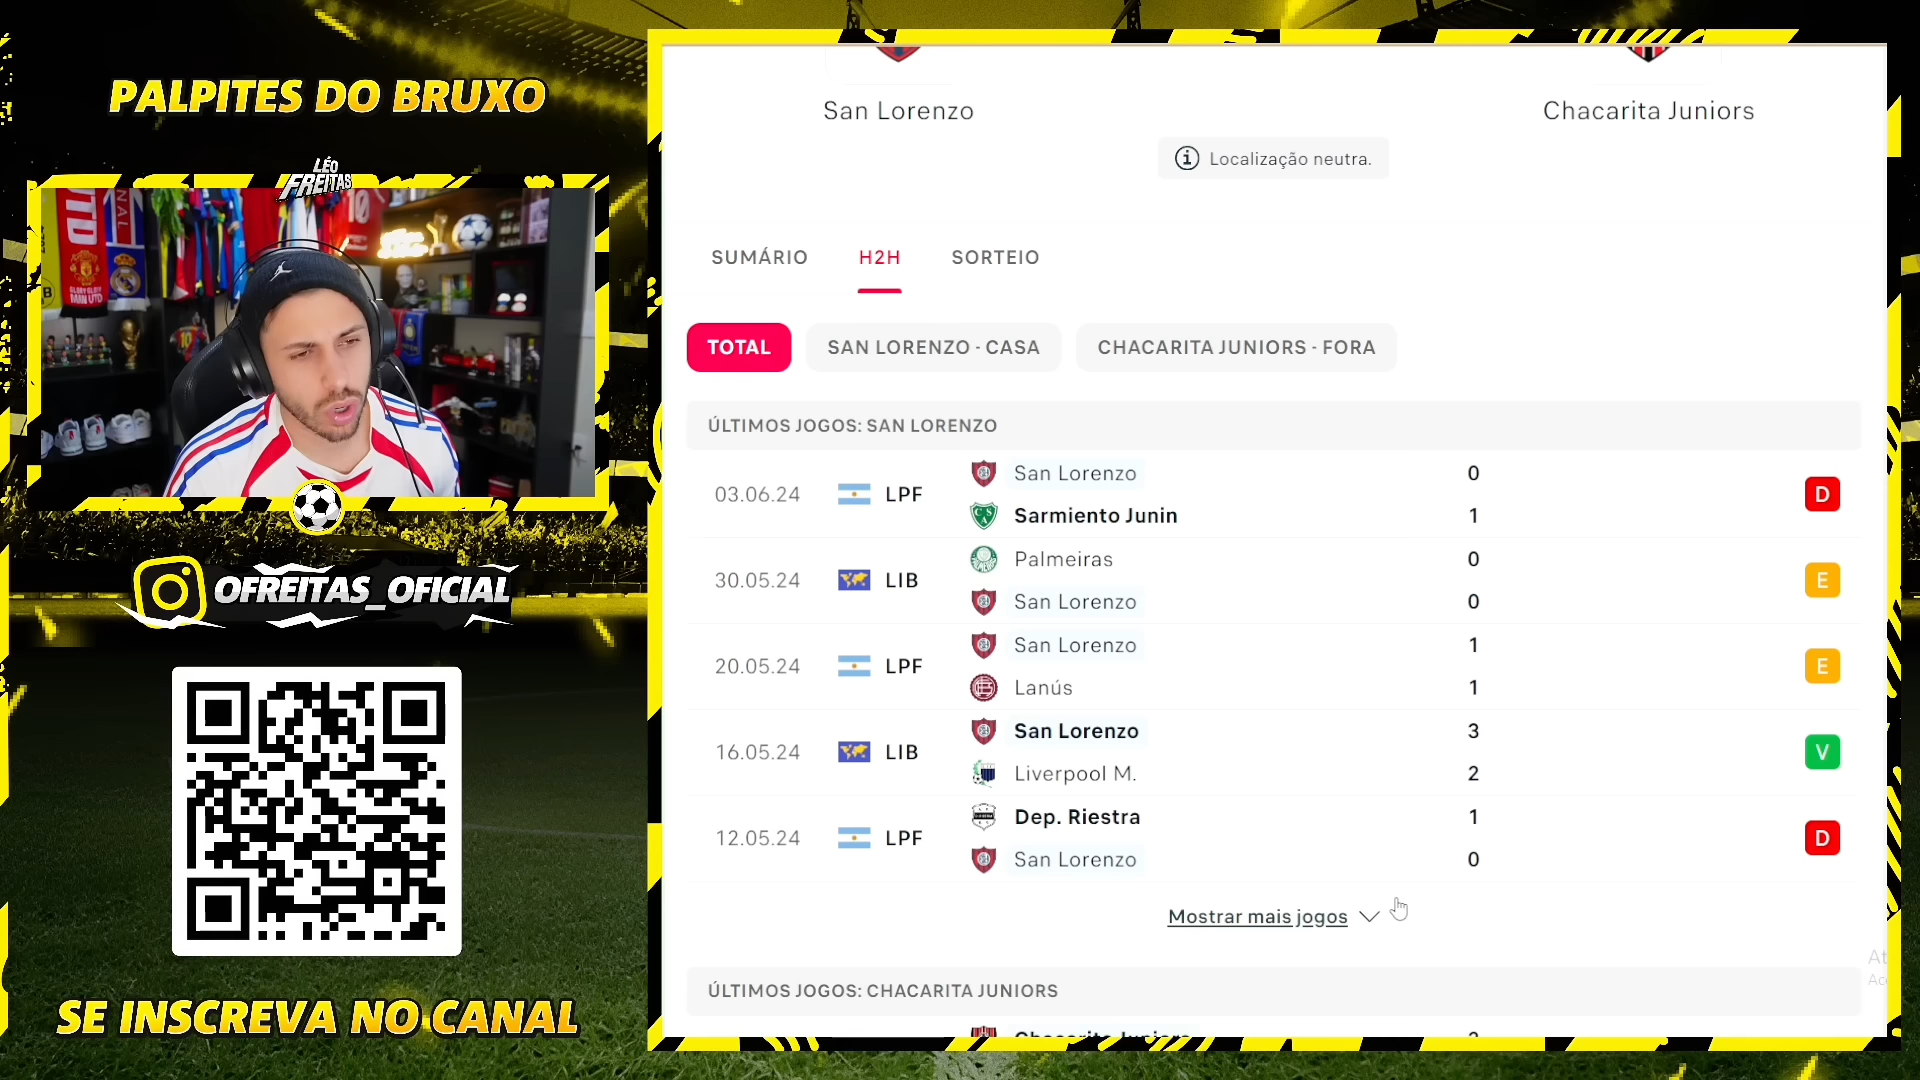 PALPITES DO BRUXO
LÉO
FREITAS
OFREITAS_OFICIAL
SE INSCREVA NO CANAL
San Lorenzo
Chacarita Juniors
Localização neutra.
SUMÁRIO H2H SORTEIO
TOTAL SAN LORENZO - CASA CHACARITA JUNIORS - FORA
ÚLTIMOS JOGOS: SAN LORENZO
03.06.24 LPF San Lorenzo 0 D
Sarmiento Junin 1
30.05.24 LIB Palmeiras 0 E
San Lorenzo 0
20.05.24 LPF San Lorenzo 1 E
Lanús 1
16.05.24 LIB San Lorenzo 3 V
Liverpool M. 2
12.05.24 LPF Dep. Riestra 1 D
San Lorenzo 0
Mostrar mais jogos
ÚLTIMOS JOGOS: CHACARITA JUNIORS
Chacarita Juniors